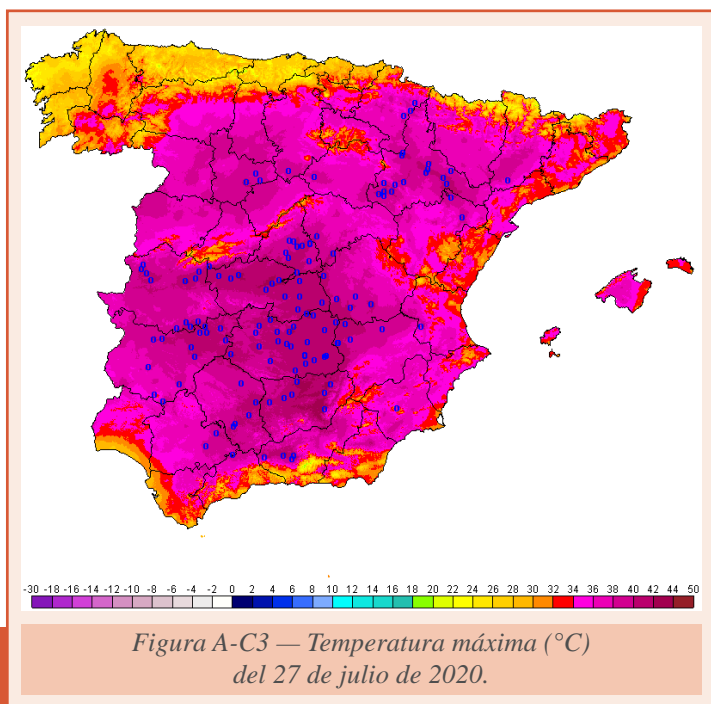 -30 -18 -16 -14 -12 -10 -8 -6 -4 -2 0 2 4 6 8 10 12 14 16 18 20 22 24 26 28 30 32 34 36 38 40 42 44 50
Figura A-C3 — Temperatura máxima (°C)
del 27 de julio de 2020.